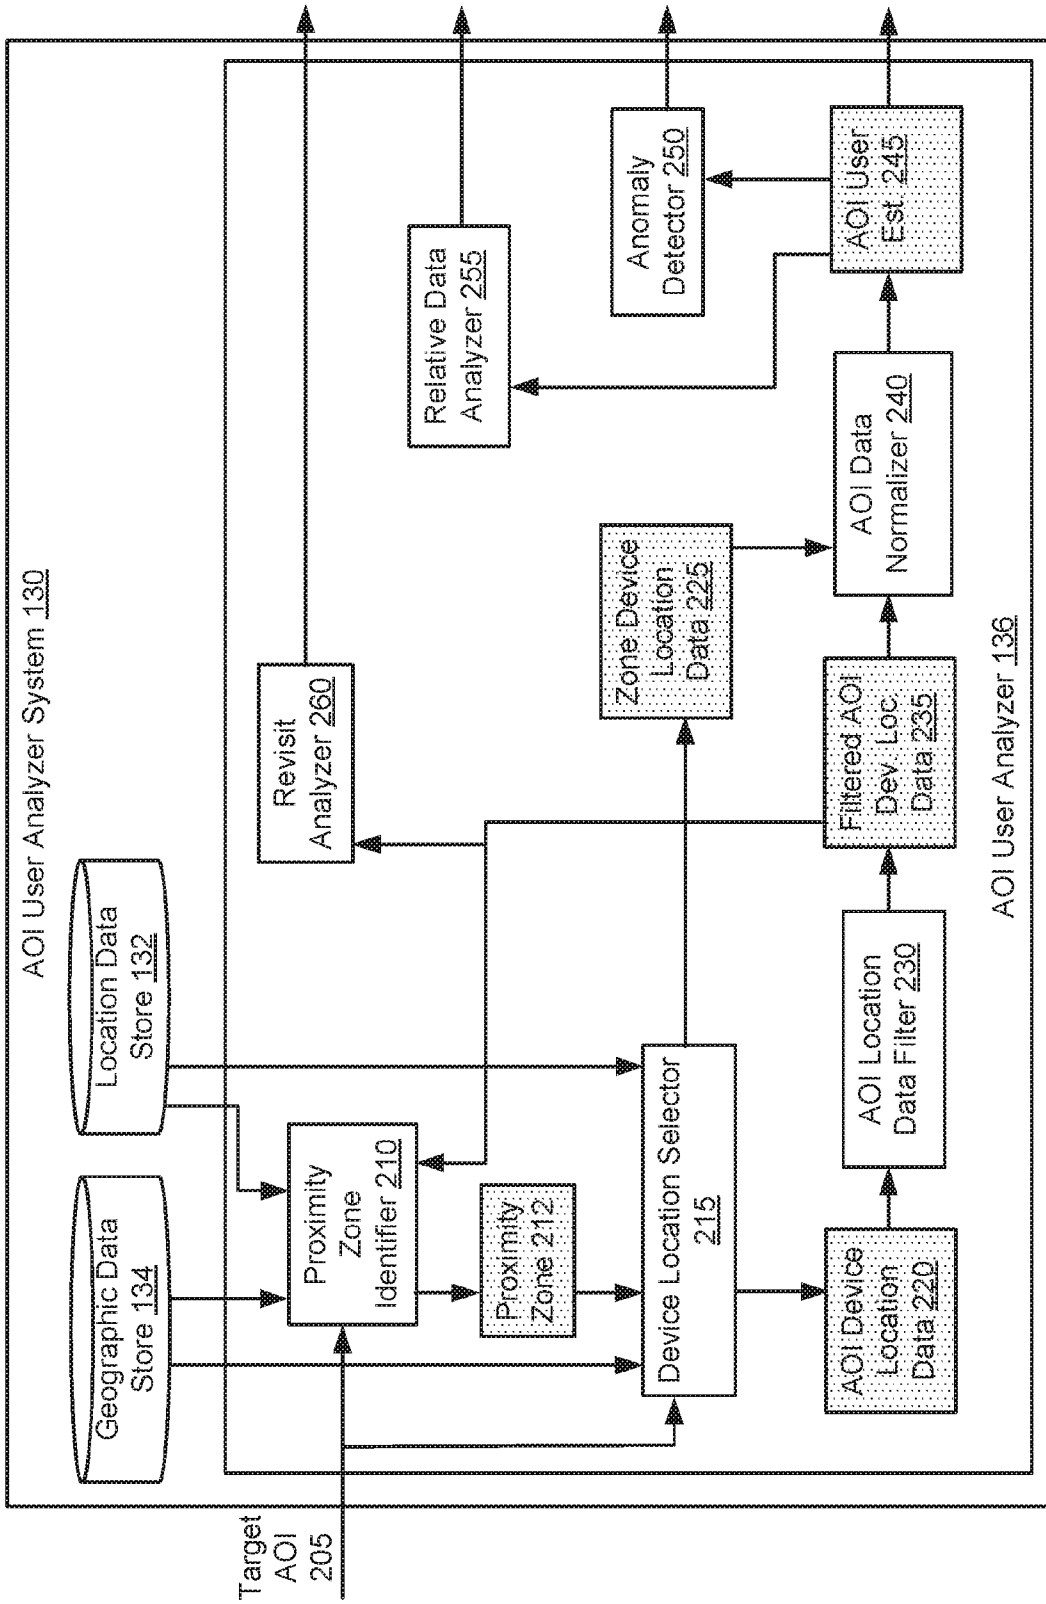 AOI User Analyzer System 130
Geographic Data
Store 134
Location Data
Store 132
Target
AOI
205
Proximity
Zone
Identifier 210
Revisit
Analyzer 260
Relative Data
Analyzer 255
Proximity
Zone 212
Device Location Selector
215
Zone Device
Location
Data 225
Anomaly
Detector 250
AOI Device
Location
Data 220
AOI Location
Data Filter 230
Filtered AOI
Dev. Loc.
Data 235
AOI Data
Normalizer 240
AOI User
Est. 245
AOI User Analyzer 136